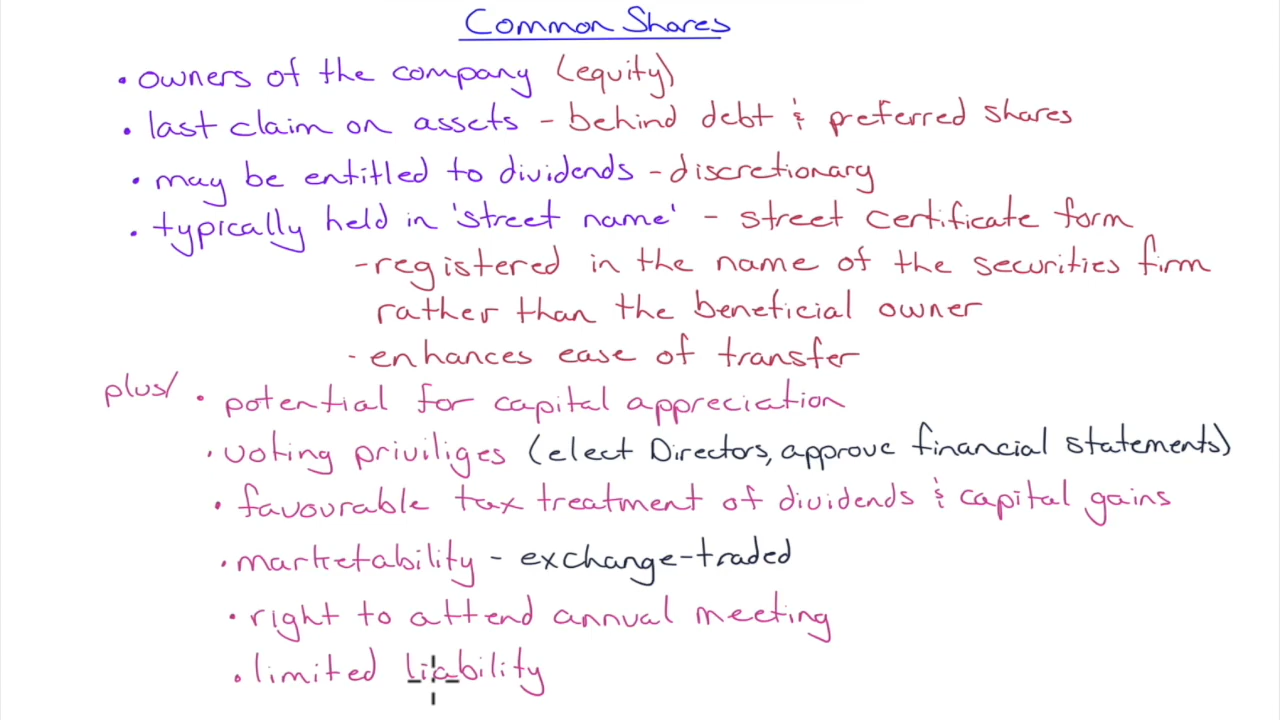 Common Shares
• owners of the company (equity)
• last claim on assets - behind debt & preferred shares
• may be entitled to dividends - discretionary
• typically held in 'street name' - street certificate form
- registered in the name of the securities firm
rather than the beneficial owner
- enhances ease of transfer
plus/ • potential for capital appreciation
• voting priviliges (elect Directors, approve financial statements)
• favourable tax treatment of dividends & capital gains
• marketability - exchange-traded
• right to attend annual meeting
• limited liability